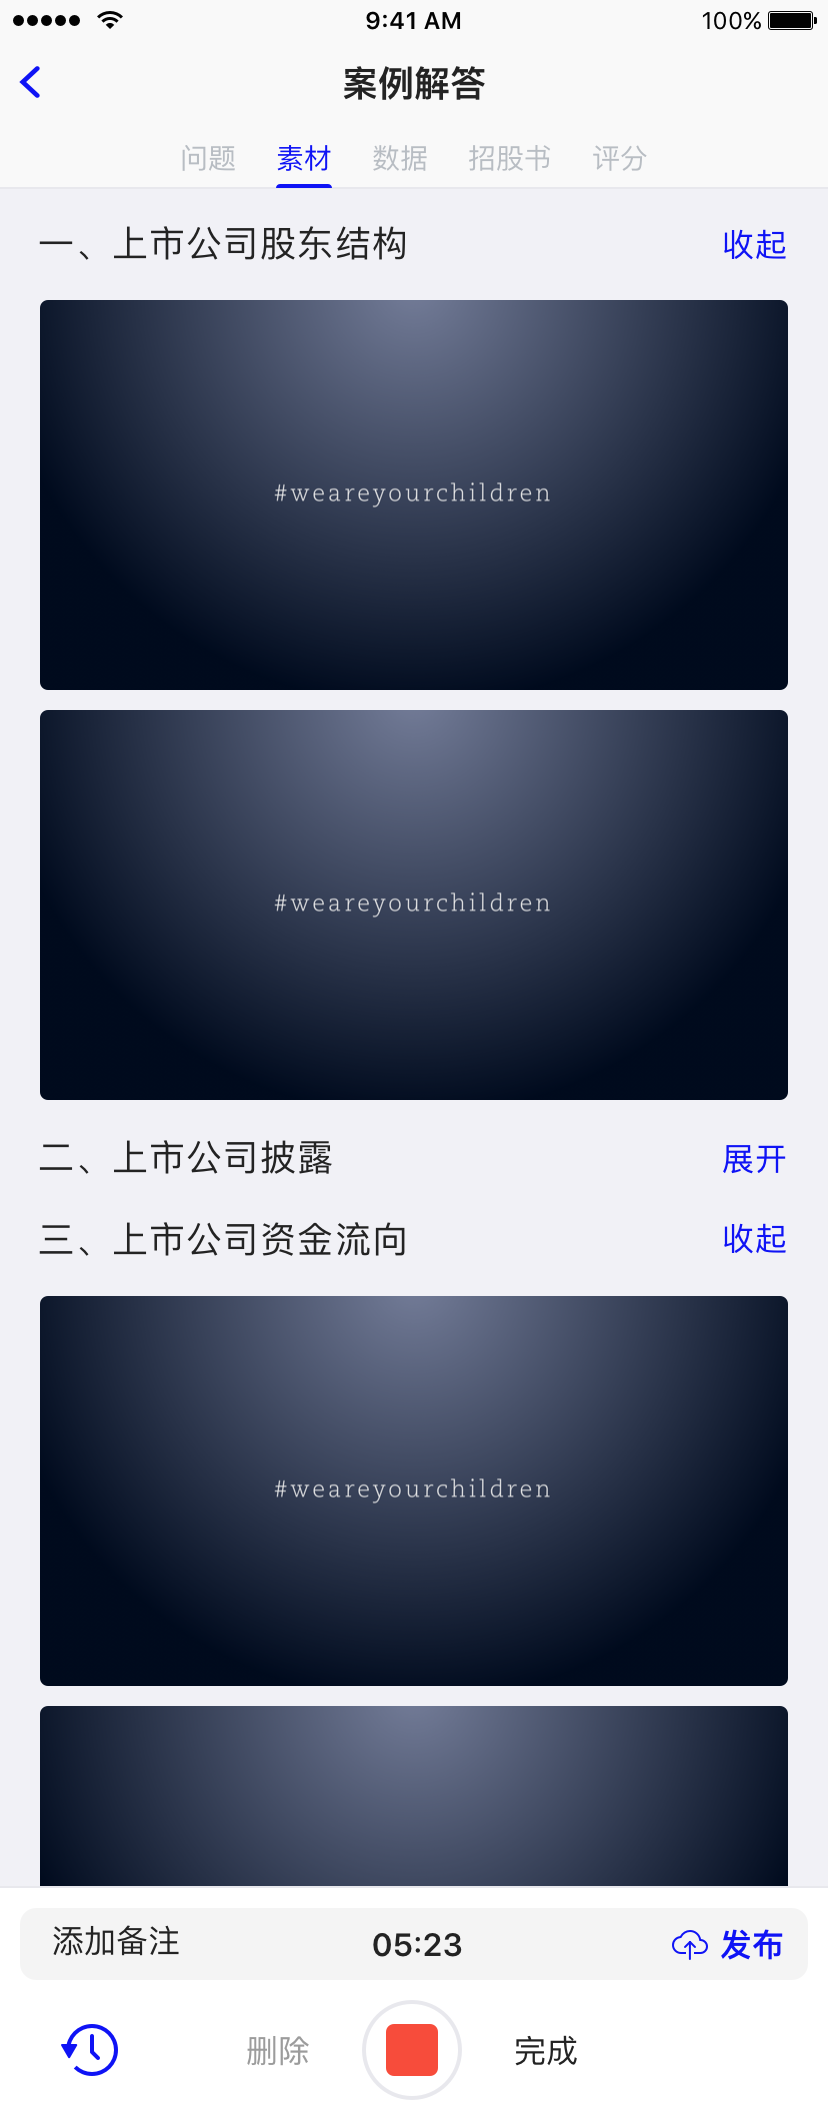 9:41 AM
100%
案例解答
问题 素材 数据 招股书 评分
一、上市公司股东结构 收起
#weareyourchildren
#weareyourchildren
二、上市公司披露 展开
三、上市公司资金流向 收起
#weareyourchildren
添加备注 05:23 发布
删除 完成